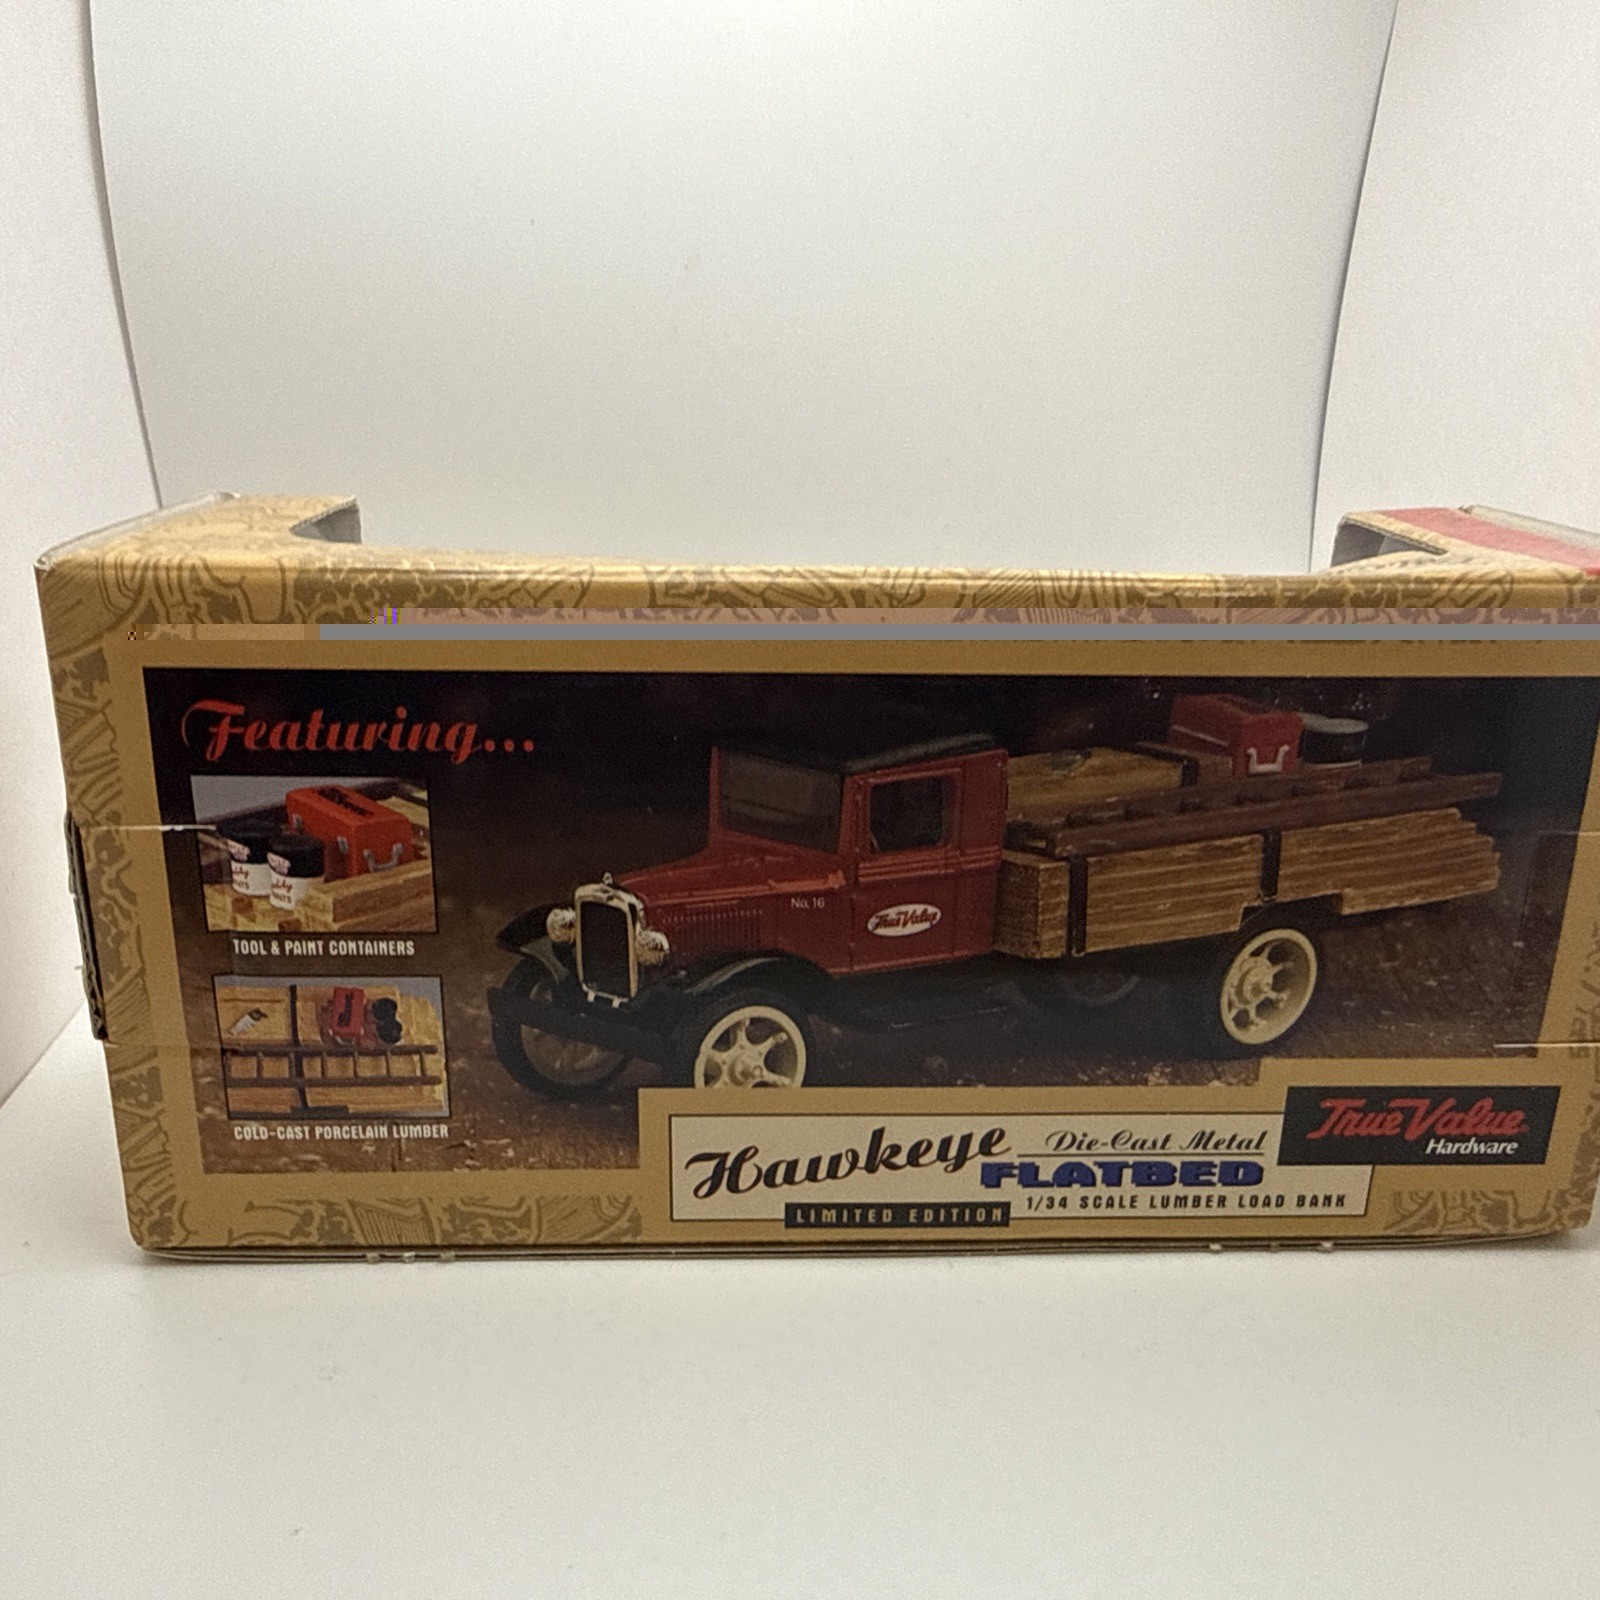 Featuring...
TOOL & PAINT CONTAINERS
COLD-CAST PORCELAIN LUMBER
No. 16
True Value
Hawkeye Die-Cast Metal
FLATBED
LIMITED EDITION
1/34 SCALE LUMBER LOAD BANK
True Value
Hardware